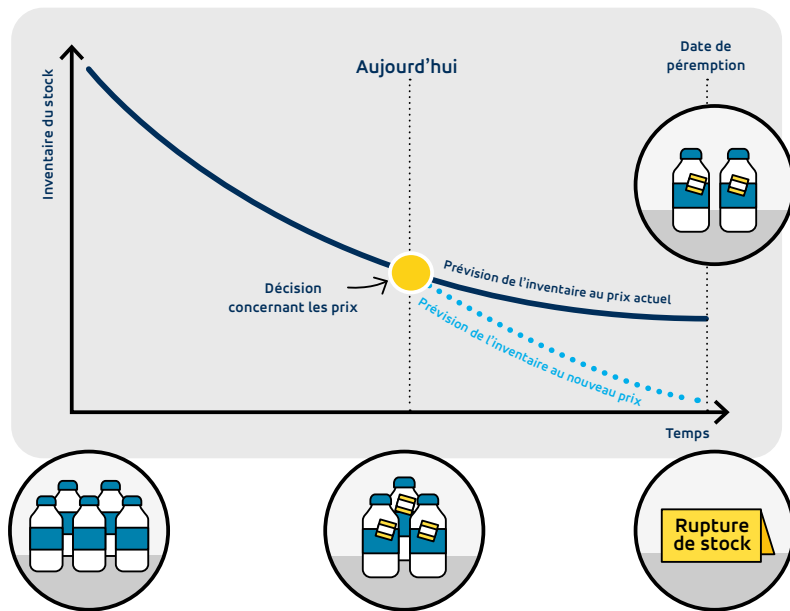 Inventaire du stock
Aujourd’hui
Date de
péremption
Décision
concernant les prix
Prévision de l’inventaire au prix actuel
Prévision de l’inventaire au nouveau prix
Temps
Rupture
de stock